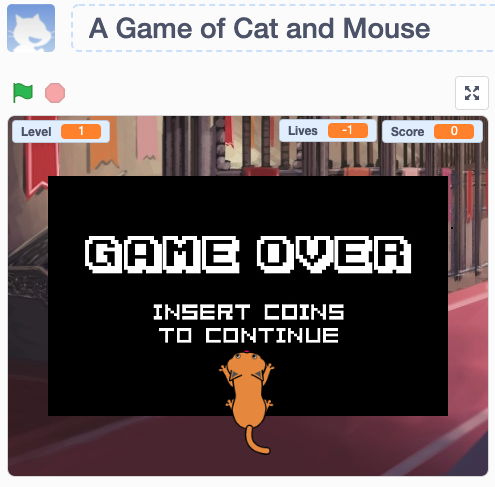 A Game of Cat and Mouse
Level 1
Lives -1
Score 0
GAME OVER
INSERT COINS
TO CONTINUE